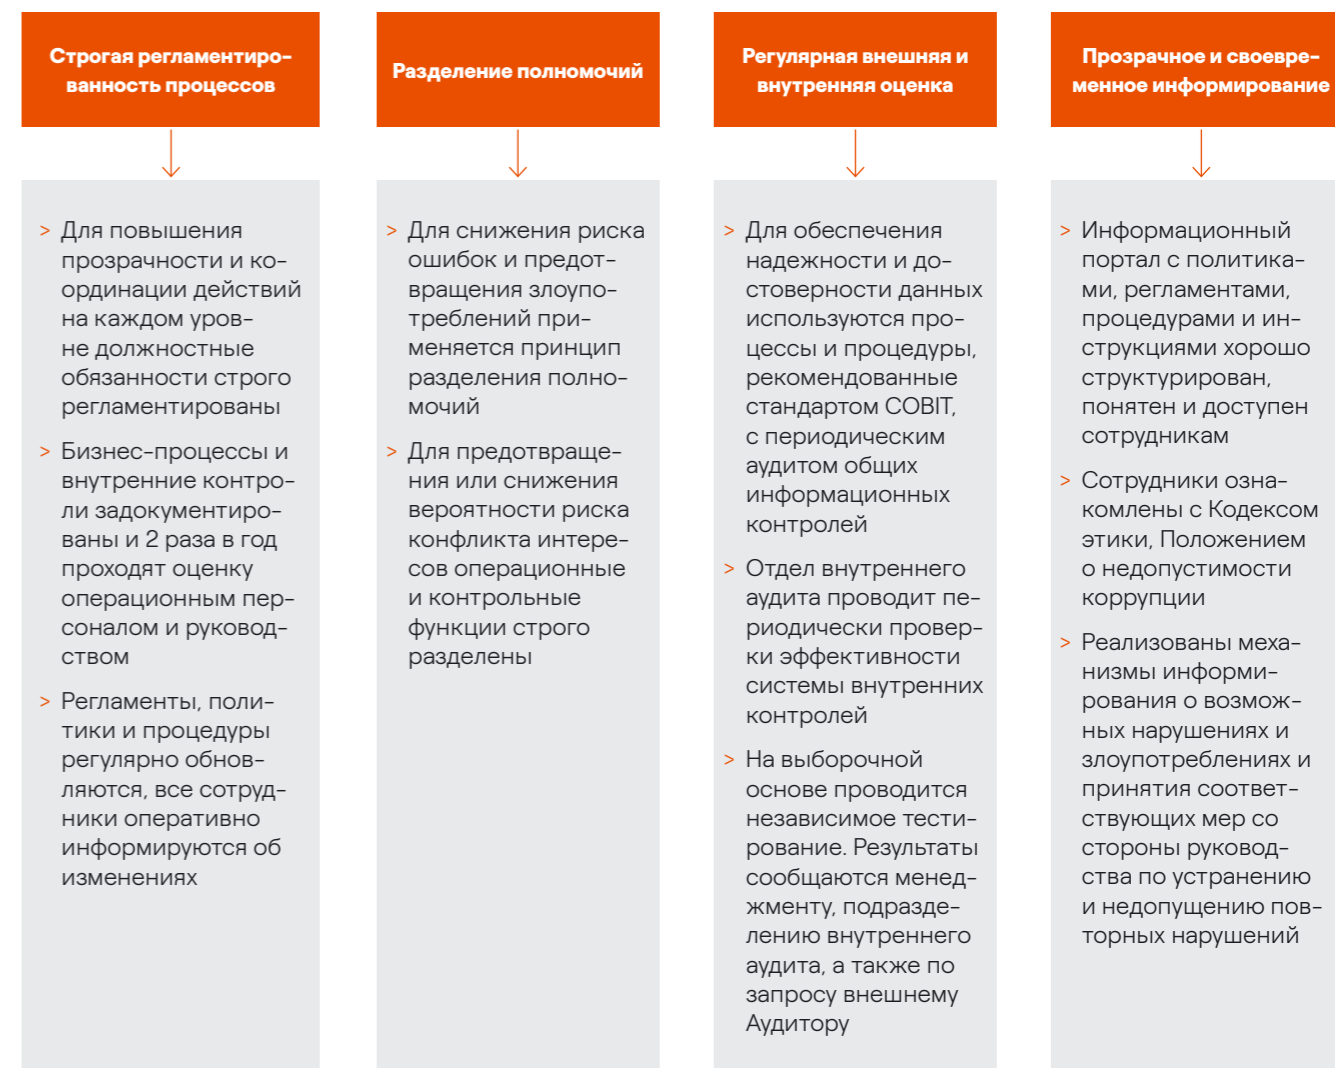 Строгая регламентиро-
ванность процессов
> Для повышения
прозрачности и ко-
ординации действий
на каждом уров-
не должностные
обязанности строго
регламентированы
> Бизнес-процессы и
внутренние контро-
ли задокументиро-
ваны и 2 раза в год
проходят оценку
операционным пер-
соналом и руковод-
ством
> Регламенты, поли-
тики и процедуры
регулярно обнов-
ляются, все сотруд-
ники оперативно
информируются об
изменениях
Разделение полномочий
> Для снижения риска
ошибок и предот-
вращения злоупо-
треблений при-
меняется принцип
разделения полно-
мочий
> Для предотвраще-
ния или снижения
вероятности риска
конфликта интере-
сов операционные
и контрольные
функции строго
разделены
Регулярная внешняя и
внутренняя оценка
> Для обеспечения
надежности и до-
стоверности данных
используются про-
цессы и процедуры,
рекомендованные
стандартом COBIT,
с периодическим
аудитом общих
информационных
контролей
> Отдел внутреннего
аудита проводит пе-
риодически провер-
ки эффективности
системы внутренних
контролей
> На выборочной
основе проводится
независимое тести-
рование. Результаты
сообщаются менед-
жменту, подразде-
лению внутреннего
аудита, а также по
запросу внешнему
Аудитору
Прозрачное и своевре-
менное информирование
> Информационный
портал с политика-
ми, регламентами,
процедурами и ин-
струкциями хорошо
структурирован,
понятен и доступен
сотрудникам
> Сотрудники озна-
комлены с Кодексом
этики, Положением
о недопустимости
коррупции
> Реализованы меха-
низмы информи-
рования о возмож-
ных нарушениях и
злоупотреблениях и
принятия соответ-
ствующих мер со
стороны руковод-
ства по устранению
и недопущению пов-
торных нарушений